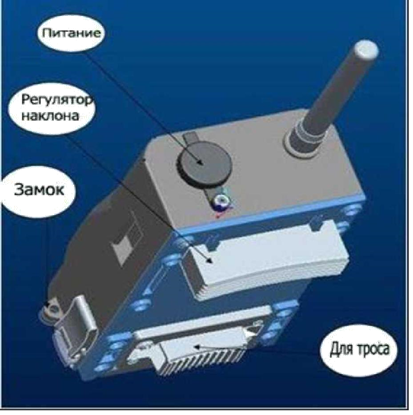 Питание
Регулятор
наклона
Замок
Для троса